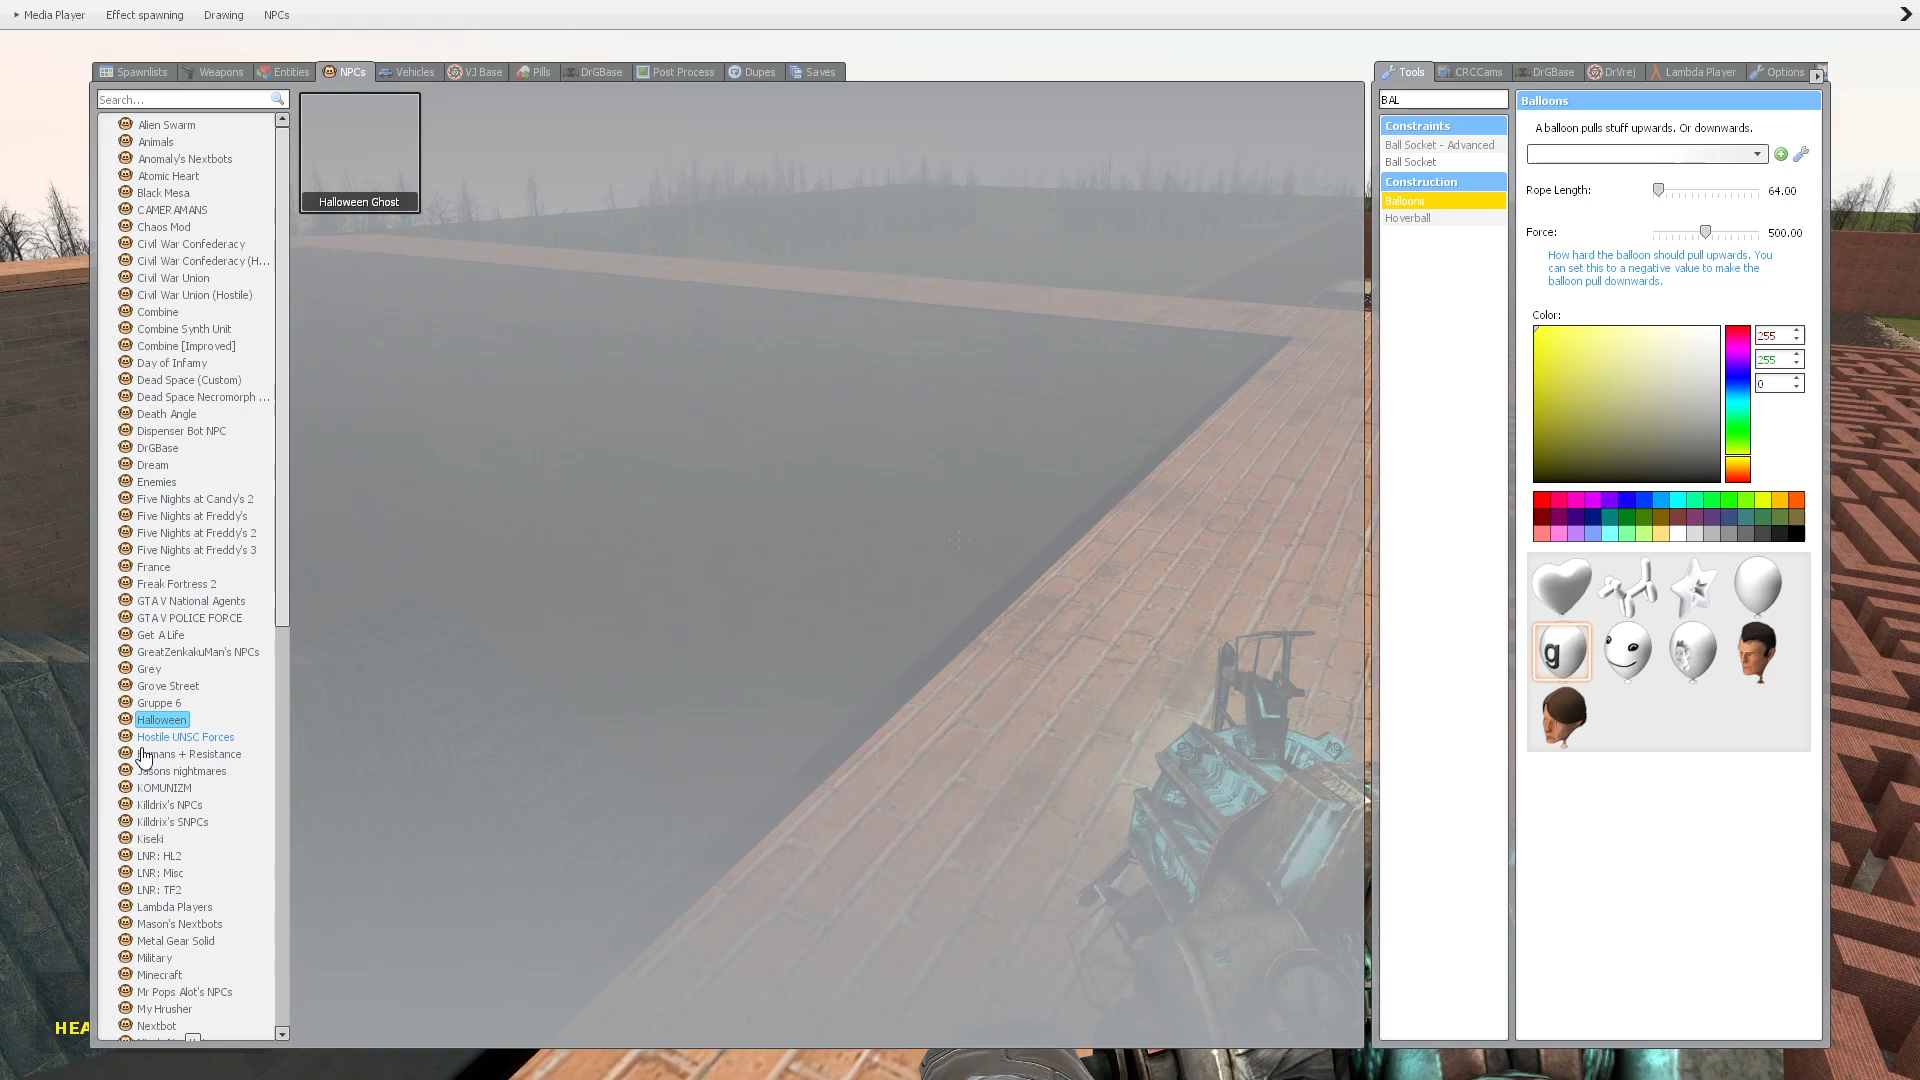 Media Player Effect spawning Drawing NPCs
Spawnlists Weapons Entities NPCs Vehicles VJ Base Pills DrGBase Post Process Dupes Saves
Search...
Alien Swarm
Animals
Anomaly's Nextbots
Atomic Heart
Black Mesa
CAMERAMANS
Chaos Mod
Civil War Confederacy
Civil War Confederacy (H...
Civil War Union
Civil War Union (Hostile)
Combine
Combine Synth Unit
Combine [Improved]
Day of Infamy
Dead Space (Custom)
Dead Space Necromorph ...
Death Angle
Dispenser Bot NPC
DrGBase
Dream
Enemies
Five Nights at Candy's 2
Five Nights at Freddy's
Five Nights at Freddy's 2
Five Nights at Freddy's 3
France
Freak Fortress 2
GTA V National Agents
GTA V POLICE FORCE
Get A Life
GreatZenkakuMan's NPCs
Grey
Grove Street
Gruppe 6
Halloween
Hostile UNSC Forces
Humans + Resistance
Jasons nightmares
KOMUNIZM
Killdrix's NPCs
Killdrix's SNPCs
Kiseki
LNR: HL2
LNR: Misc
LNR: TF2
Lambda Players
Mason's Nextbots
Metal Gear Solid
Military
Minecraft
Mr Pops Alot's NPCs
My Hrusher
Nextbot
HEA
Halloween Ghost
Tools CRCCams DrGBase DrVrej Lambda Player Options
BAL
Constraints
Ball Socket - Advanced
Ball Socket
Construction
Balloons
Hoverball
Balloons
A balloon pulls stuff upwards. Or downwards.
Rope Length: 64.00
Force: 500.00
How hard the balloon should pull upwards. You
can set this to a negative value to make the
balloon pull downwards.
Color:
255
255
0
g